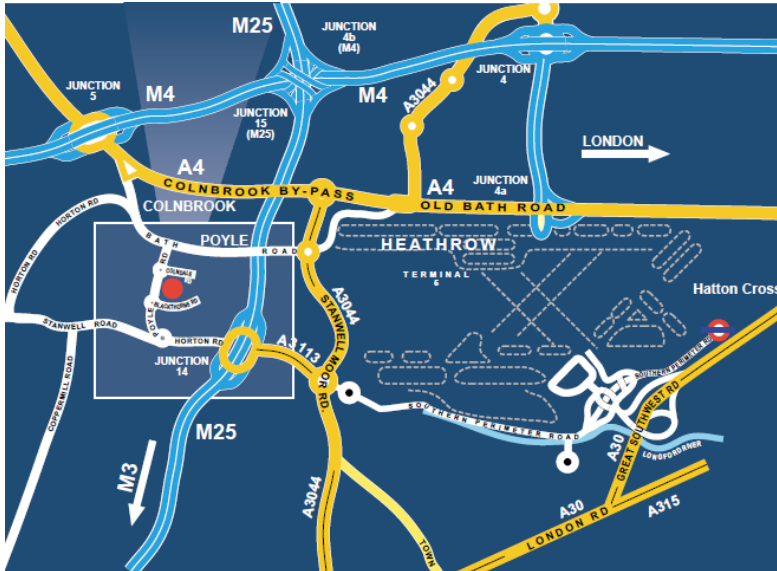 M25
JUNCTION
4b
(M4)
JUNCTION
5
M4
M4
A3044
JUNCTION
4
JUNCTION
15
(M25)
LONDON
A4
COLNBROOK BY-PASS
JUNCTION
4a
A4
OLD BATH ROAD
COLNBROOK
HORTON RD
HORTON RD
BATH
POYLE
ROAD
HEATHROW
TERMINAL
RD
COLNDALE
RD
BLACKTHORNE RD
POYLE
A3044
STANWELL MOOR RD.
Hatton Cross
STANWELL ROAD
HORTON RD
A3113
JUNCTION
14
SOUTHERN PERIMETER RD
COPPERMILL ROAD
SOUTHERN PERIMETER ROAD
GREAT SOUTHWEST RD
A30
LONGFORD RIVER
M25
M3
A3044
A30
LONDON RD
A315
TOWN